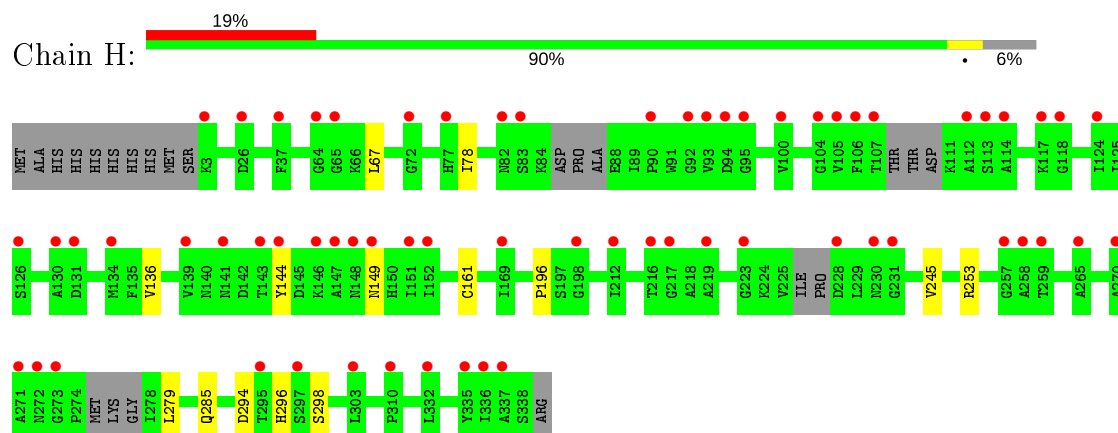 19%
Chain H:
90% • 6%
MET ALA HIS HIS HIS HIS HIS HIS MET SER K3 D26 F37 G64 G65 K66 L67 G72 H77 I78 N82 S83 K84 ASP PRO ALA E88 I89 P90 W91 G92 V93 D94 G95 V100 G104 V105 F106 T107 THR THR ASP K111 A112 S113 A114 K117 G118 I124 I125
S126 A130 D131 M134 F135 V136 V139 N140 N141 D142 T143 Y144 D145 K146 A147 N148 N149 H150 I151 I152 C161 I169 P196 S197 G198 I212 T216 G217 A218 A219 G223 K224 V225 ILE PRO D228 L229 N230 G231 V245 R253 G257 A258 T259 A265 A270
A271 N272 G273 P274 MET LYS GLY I278 L279 Q285 D294 T295 H296 S297 S298 L303 P310 L332 Y335 I336 A337 S338 ARG